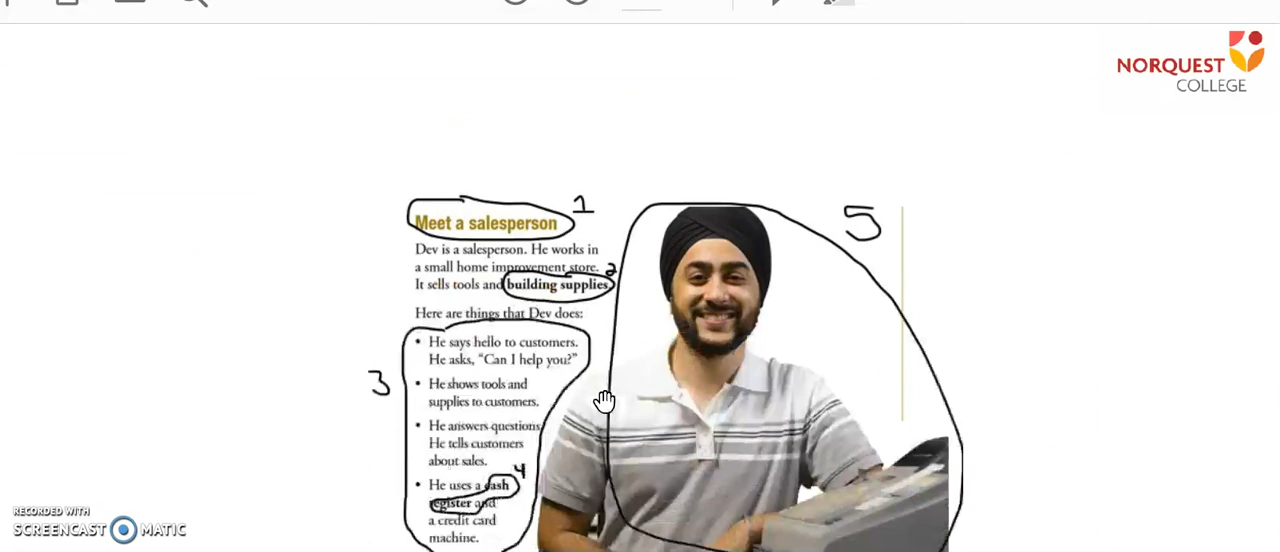 NORQUEST
COLLEGE
Meet a salesperson
1
Dev is a salesperson. He works in
a small home improvement store.
2
It sells tools and building supplies.
Here are things that Dev does:
3
• He says hello to customers.
He asks, “Can I help you?”
• He shows tools and
supplies to customers.
• He answers questions.
He tells customers
about sales.
4
• He uses a cash
register and
a credit card
machine.
5
RECORDED WITH
SCREENCAST MATIC